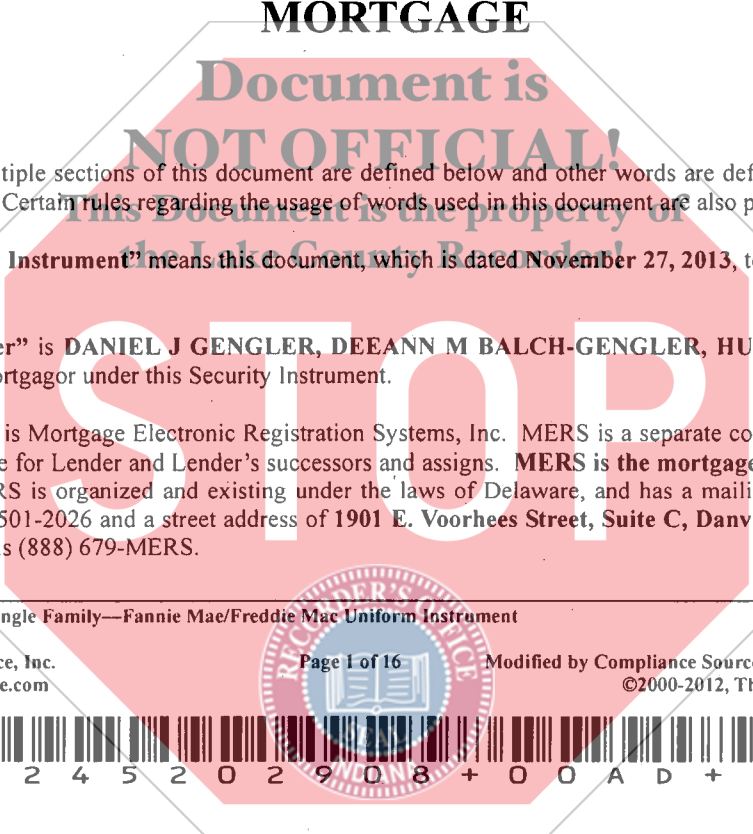 MORTGAGE
Document is
NOT OFFICIAL!
tiple sections of this document are defined below and other words are def
Certain rules regarding the usage of words used in this document are also p
This Document is the property of
the Lake County Recorder!
Instrument” means this document, which is dated November 27, 2013, t
er” is DANIEL J GENGLER, DEEANN M BALCH-GENGLER, HU
ortgagor under this Security Instrument.
STOP
is Mortgage Electronic Registration Systems, Inc. MERS is a separate co
e for Lender and Lender’s successors and assigns. MERS is the mortgage
RS is organized and existing under the laws of Delaware, and has a maili
501-2026 and a street address of 1901 E. Voorhees Street, Suite C, Danv
s (888) 679-MERS.
ngle Family—Fannie Mae/Freddie Mac Uniform Instrument
ce, Inc. Page 1 of 16 Modified by Compliance Source
e.com ©2000-2012, Th
RECORDER'S OFFICE
SEAL
INDIANA
2 4 5 2 0 2 9 0 8 + 0 0 A D +